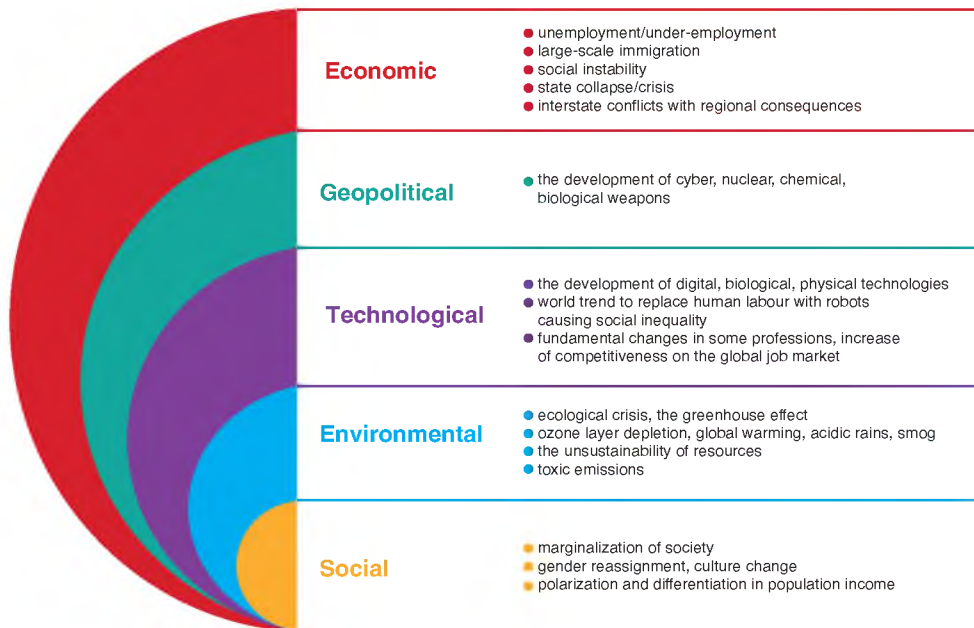 Economic
unemployment/under-employment
large-scale immigration
social instability
state collapse/crisis
interstate conflicts with regional consequences
Geopolitical
the development of cyber, nuclear, chemical,
biological weapons
Technological
the development of digital, biological, physical technologies
world trend to replace human labour with robots
causing social inequality
fundamental changes in some professions, increase
of competitiveness on the global job market
Environmental
ecological crisis, the greenhouse effect
ozone layer depletion, global warming, acidic rains, smog
the unsustainability of resources
toxic emissions
Social
marginalization of society
gender reassignment, culture change
polarization and differentiation in population income